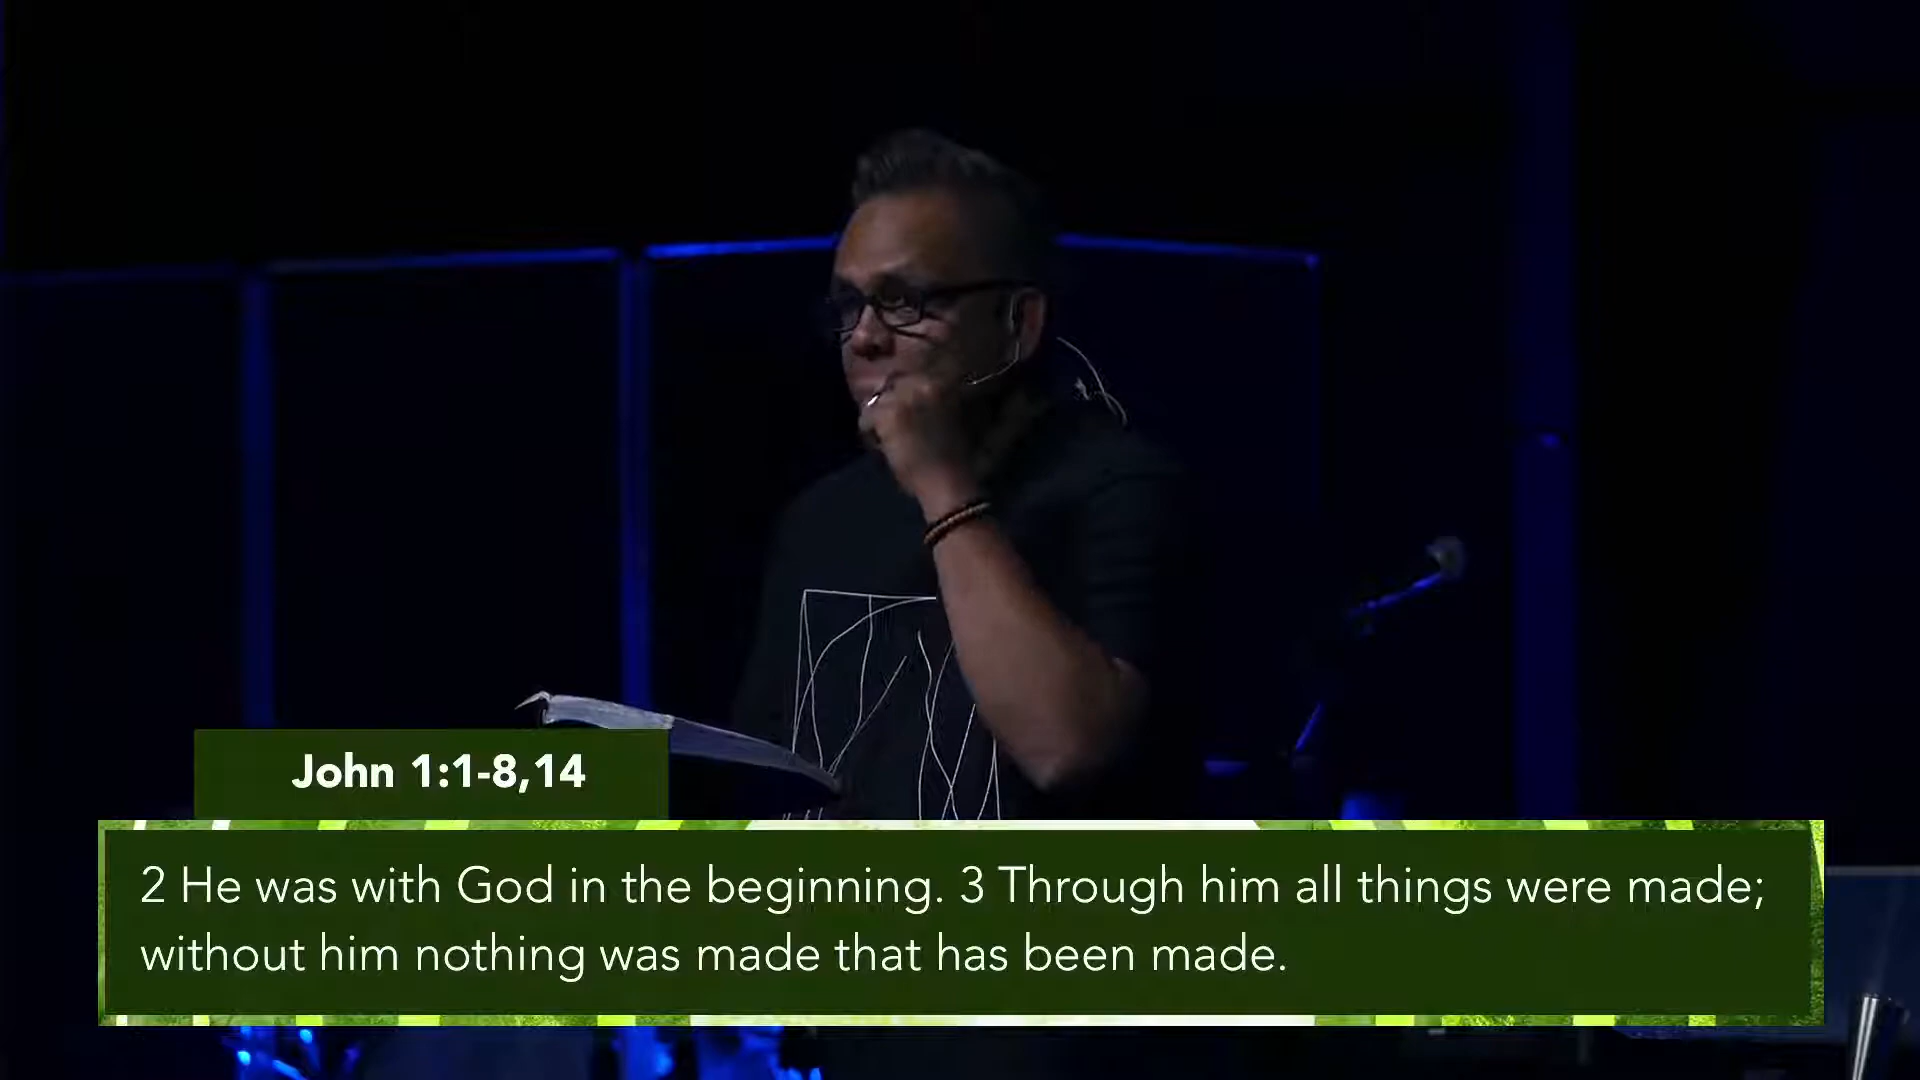 John 1:1-8,14
2 He was with God in the beginning. 3 Through him all things were made;
without him nothing was made that has been made.